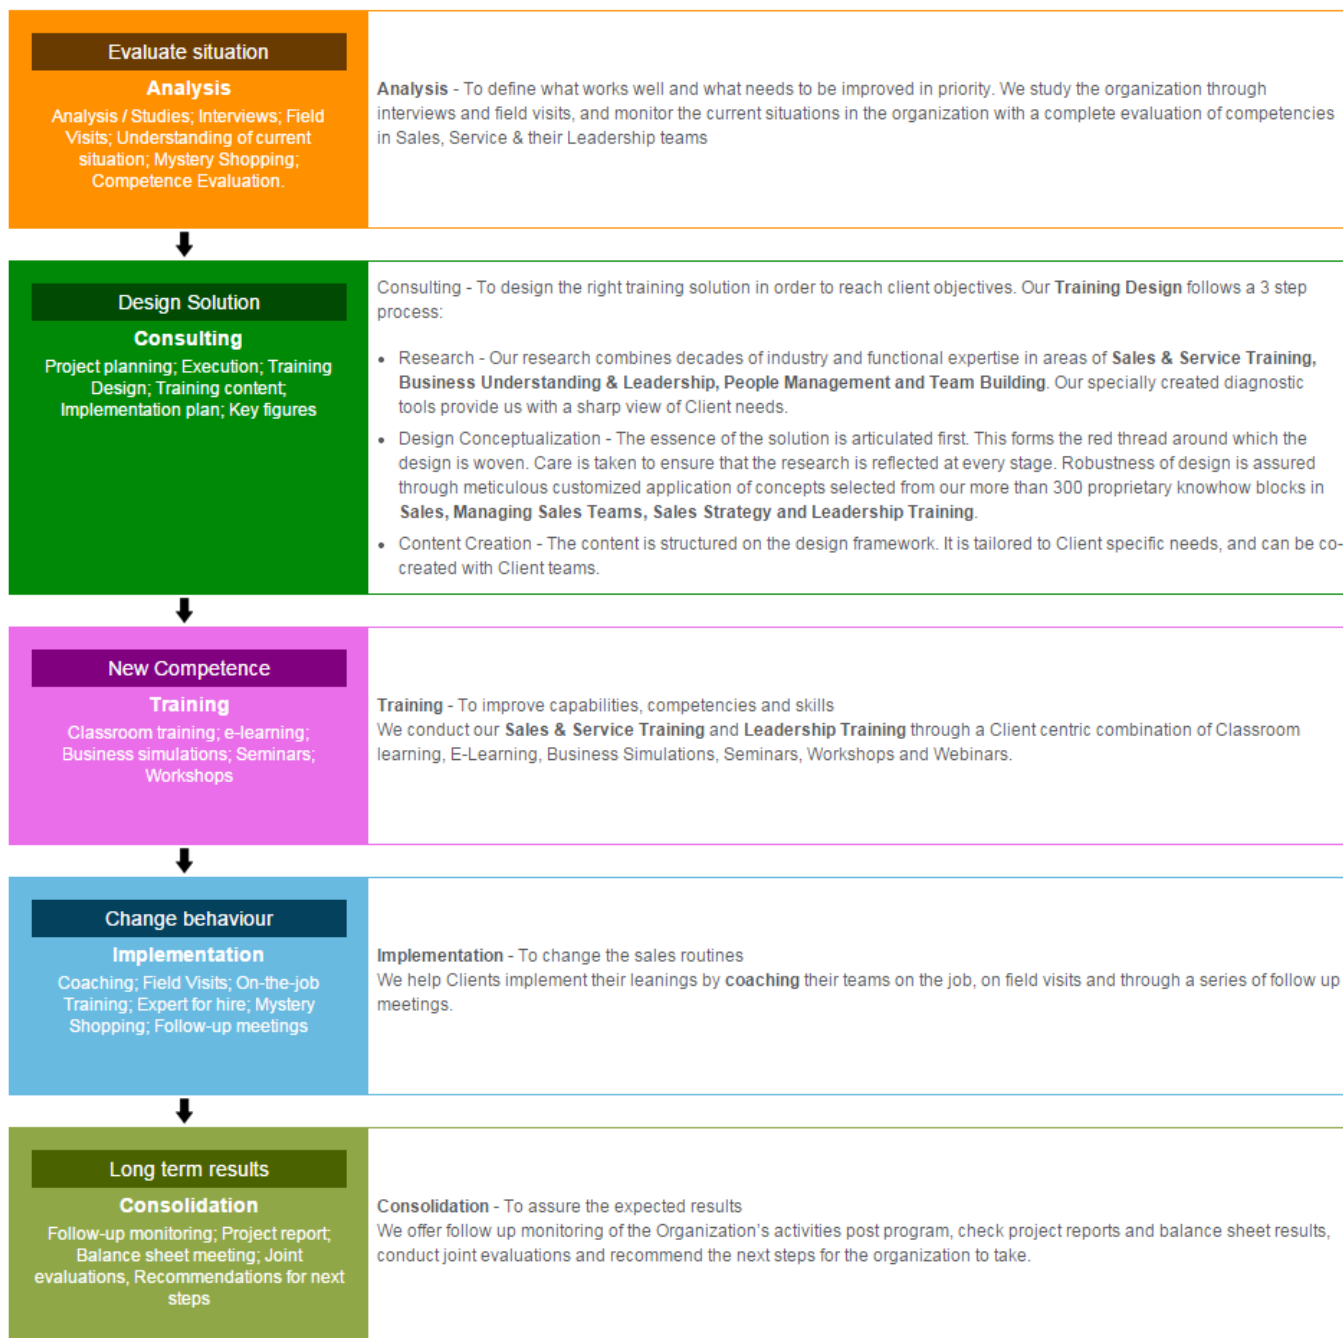 Evaluate situation
Analysis
Analysis / Studies; Interviews; Field
Visits; Understanding of current
situation; Mystery Shopping;
Competence Evaluation.
Analysis - To define what works well and what needs to be improved in priority. We study the organization through
interviews and field visits, and monitor the current situations in the organization with a complete evaluation of competencies
in Sales, Service & their Leadership teams
Design Solution
Consulting
Project planning; Execution; Training
Design; Training content;
Implementation plan; Key figures
Consulting - To design the right training solution in order to reach client objectives. Our Training Design follows a 3 step
process:
• Research - Our research combines decades of industry and functional expertise in areas of Sales & Service Training,
Business Understanding & Leadership, People Management and Team Building. Our specially created diagnostic
tools provide us with a sharp view of Client needs.
• Design Conceptualization - The essence of the solution is articulated first. This forms the red thread around which the
design is woven. Care is taken to ensure that the research is reflected at every stage. Robustness of design is assured
through meticulous customized application of concepts selected from our more than 300 proprietary knowhow blocks in
Sales, Managing Sales Teams, Sales Strategy and Leadership Training.
• Content Creation - The content is structured on the design framework. It is tailored to Client specific needs, and can be co-
created with Client teams.
New Competence
Training
Classroom training; e-learning;
Business simulations; Seminars;
Workshops
Training - To improve capabilities, competencies and skills
We conduct our Sales & Service Training and Leadership Training through a Client centric combination of Classroom
learning, E-Learning, Business Simulations, Seminars, Workshops and Webinars.
Change behaviour
Implementation
Coaching; Field Visits; On-the-job
Training; Expert for hire; Mystery
Shopping; Follow-up meetings
Implementation - To change the sales routines
We help Clients implement their leanings by coaching their teams on the job, on field visits and through a series of follow up
meetings.
Long term results
Consolidation
Follow-up monitoring; Project report;
Balance sheet meeting; Joint
evaluations, Recommendations for next
steps
Consolidation - To assure the expected results
We offer follow up monitoring of the Organization's activities post program, check project reports and balance sheet results,
conduct joint evaluations and recommend the next steps for the organization to take.